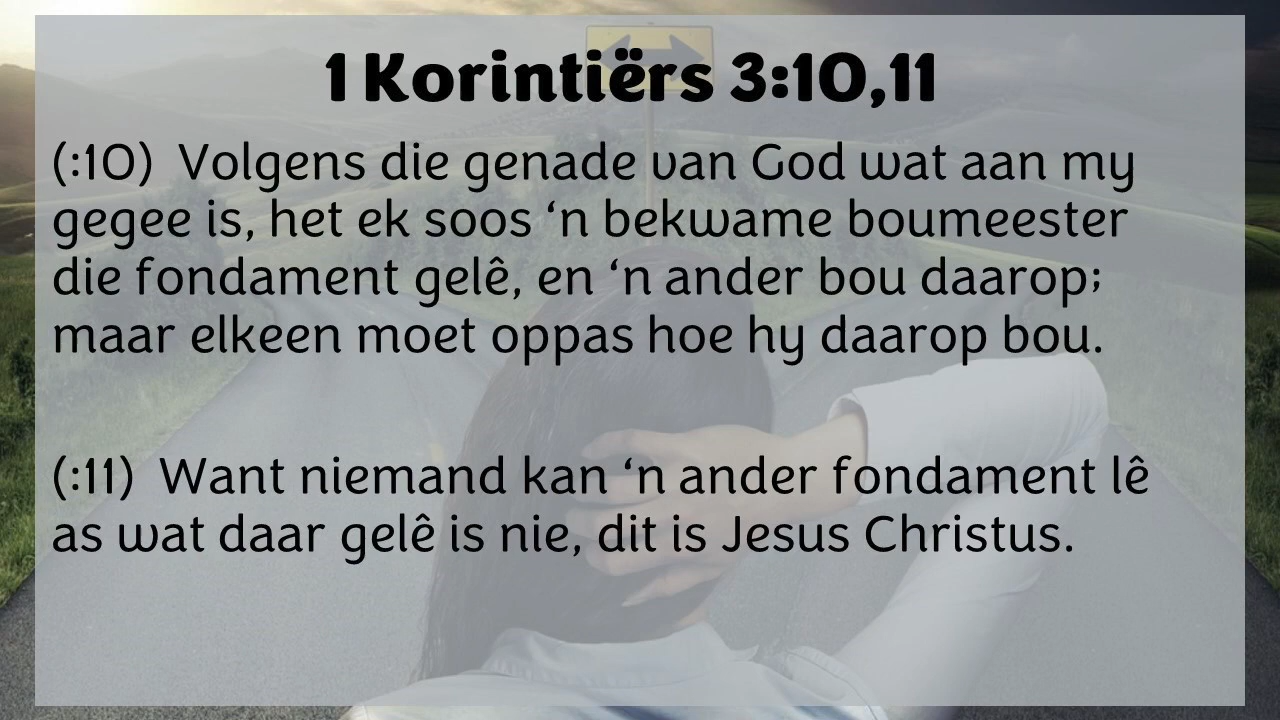 1 Korintiërs 3:10,11
(:10)  Volgens die genade van God wat aan my
gegee is, het ek soos ‘n bekwame boumeester
die fondament gelê, en ‘n ander bou daarop;
maar elkeen moet oppas hoe hy daarop bou.
(:11)  Want niemand kan ‘n ander fondament lê
as wat daar gelê is nie, dit is Jesus Christus.